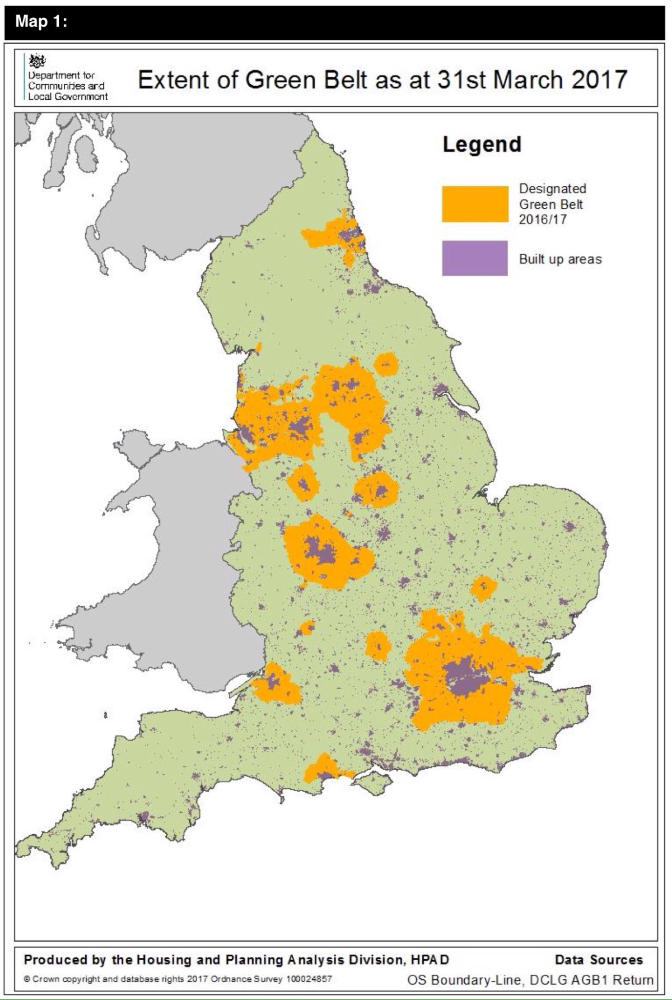 Map 1:
Department for
Communities and
Local Government
Extent of Green Belt as at 31st March 2017
Legend
Designated
Green Belt
2016/17
Built up areas
Produced by the Housing and Planning Analysis Division, HPAD
Data Sources
© Crown copyright and database rights 2017 Ordnance Survey 100024857
OS Boundary-Line, DCLG AGB1 Return